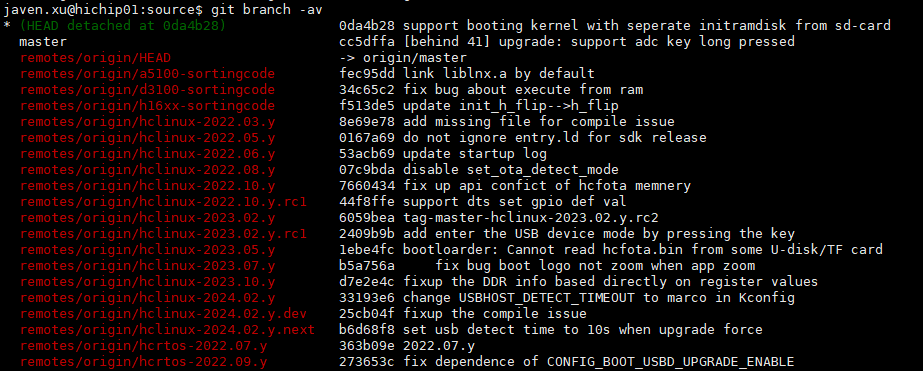 javen.xu@hichip01:source$ git branch -av
* (HEAD detached at 0da4b28) 0da4b28 support booting kernel with seperate initramdisk from sd-card
master cc5dffa [behind 41] upgrade: support adc key long pressed
remotes/origin/HEAD -> origin/master
remotes/origin/a5100-sortingcode fec95dd link liblnx.a by default
remotes/origin/d3100-sortingcode 34c65c2 fix bug about execute from ram
remotes/origin/h16xx-sortingcode f513de5 update init_h_flip-->h_flip
remotes/origin/hclinux-2022.03.y 8e69e78 add missing file for compile issue
remotes/origin/hclinux-2022.05.y 0167a69 do not ignore entry.ld for sdk release
remotes/origin/hclinux-2022.06.y 53acb69 update startup log
remotes/origin/hclinux-2022.08.y 07c9bda disable set_ota_detect_mode
remotes/origin/hclinux-2022.10.y 7660434 fix up api confict of hcfota memnery
remotes/origin/hclinux-2022.10.y.rc1 44f8ffe support dts set gpio def val
remotes/origin/hclinux-2023.02.y 6059bea tag-master-hclinux-2023.02.y.rc2
remotes/origin/hclinux-2023.02.y.rc1 2409b9b add enter the USB device mode by pressing the key
remotes/origin/hclinux-2023.05.y 1ebe4fc bootloarder: Cannot read hcfota.bin from some U-disk/TF card
remotes/origin/hclinux-2023.07.y b5a756a fix bug boot logo not zoom when app zoom
remotes/origin/hclinux-2023.10.y d7e2e4c fixup the DDR info based directly on register values
remotes/origin/hclinux-2024.02.y 33193e6 change USBHOST_DETECT_TIMEOUT to marco in Kconfig
remotes/origin/hclinux-2024.02.y.dev 25cb04f fixup the compile issue
remotes/origin/hclinux-2024.02.y.next b6d68f8 set usb detect time to 10s when upgrade force
remotes/origin/hcrtos-2022.07.y 363b09e 2022.07.y
remotes/origin/hcrtos-2022.09.y 273653c fix dependence of CONFIG_BOOT_USBD_UPGRADE_ENABLE